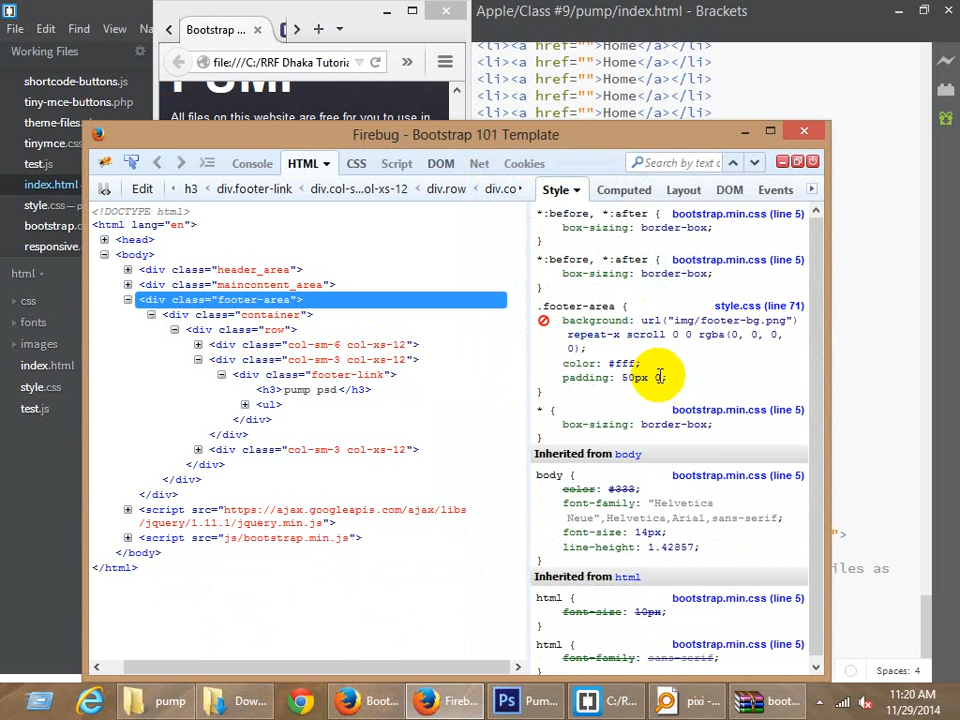 Apple/Class #9/pump/index.html - Brackets
File Edit Find View
Working Files
shortcode-buttons.js
tiny-mce-buttons.php
theme-files.
tinymce.css
test.js
index.html
style.css
bootstrap.c
responsive.
html
css
fonts
images
index.html
style.css
test.js
Bootstrap ...
file:///C:/RRF Dhaka Tutoria
All files on this website are free for you to use in
<li><a href="">Home</a></li>
<li><a href="">Home</a></li>
<li><a href="">Home</a></li>
<li><a href="">Home</a></li>
<li><a href="">Home</a></li>
Firebug - Bootstrap 101 Template
Console HTML CSS Script DOM Net Cookies
Search by text c
Edit h3 div.footer-link div.col-s...ol-xs-12 div.row div.co
Style Computed Layout DOM Events
<!DOCTYPE html>
<html lang="en">
<head>
<body>
<div class="header_area">
<div class="maincontent_area">
<div class="footer-area">
<div class="container">
<div class="row">
<div class="col-sm-6 col-xs-12">
<div class="col-sm-3 col-xs-12">
<div class="footer-link">
<h3>pump psd</h3>
<ul>
</div>
</div>
<div class="col-sm-3 col-xs-12">
</div>
</div>
</div>
<script src="https://ajax.googleapis.com/ajax/libs
/jquery/1.11.1/jquery.min.js">
<script src="js/bootstrap.min.js">
</body>
</html>
*:before, *:after { bootstrap.min.css (line 5)
box-sizing: border-box;
}
*:before, *:after { bootstrap.min.css (line 5)
box-sizing: border-box;
}
.footer-area { style.css (line 71)
background: url("img/footer-bg.png")
repeat-x scroll 0 0 rgba(0, 0, 0,
0);
color: #fff;
padding: 50px 0;
}
* { bootstrap.min.css (line 5)
box-sizing: border-box;
}
Inherited from body
body { bootstrap.min.css (line 5)
color: #333;
font-family: "Helvetica
Neue",Helvetica,Arial,sans-serif;
font-size: 14px;
line-height: 1.42857;
}
Inherited from html
html { bootstrap.min.css (line 5)
font-size: 10px;
}
html { bootstrap.min.css (line 5)
font-family: sans-serif;
}
">
iles as
Spaces: 4
pump Dow... Boot... Fireb... Pum... C:/R... pixi -... boot...
11:20 AM
11/29/2014